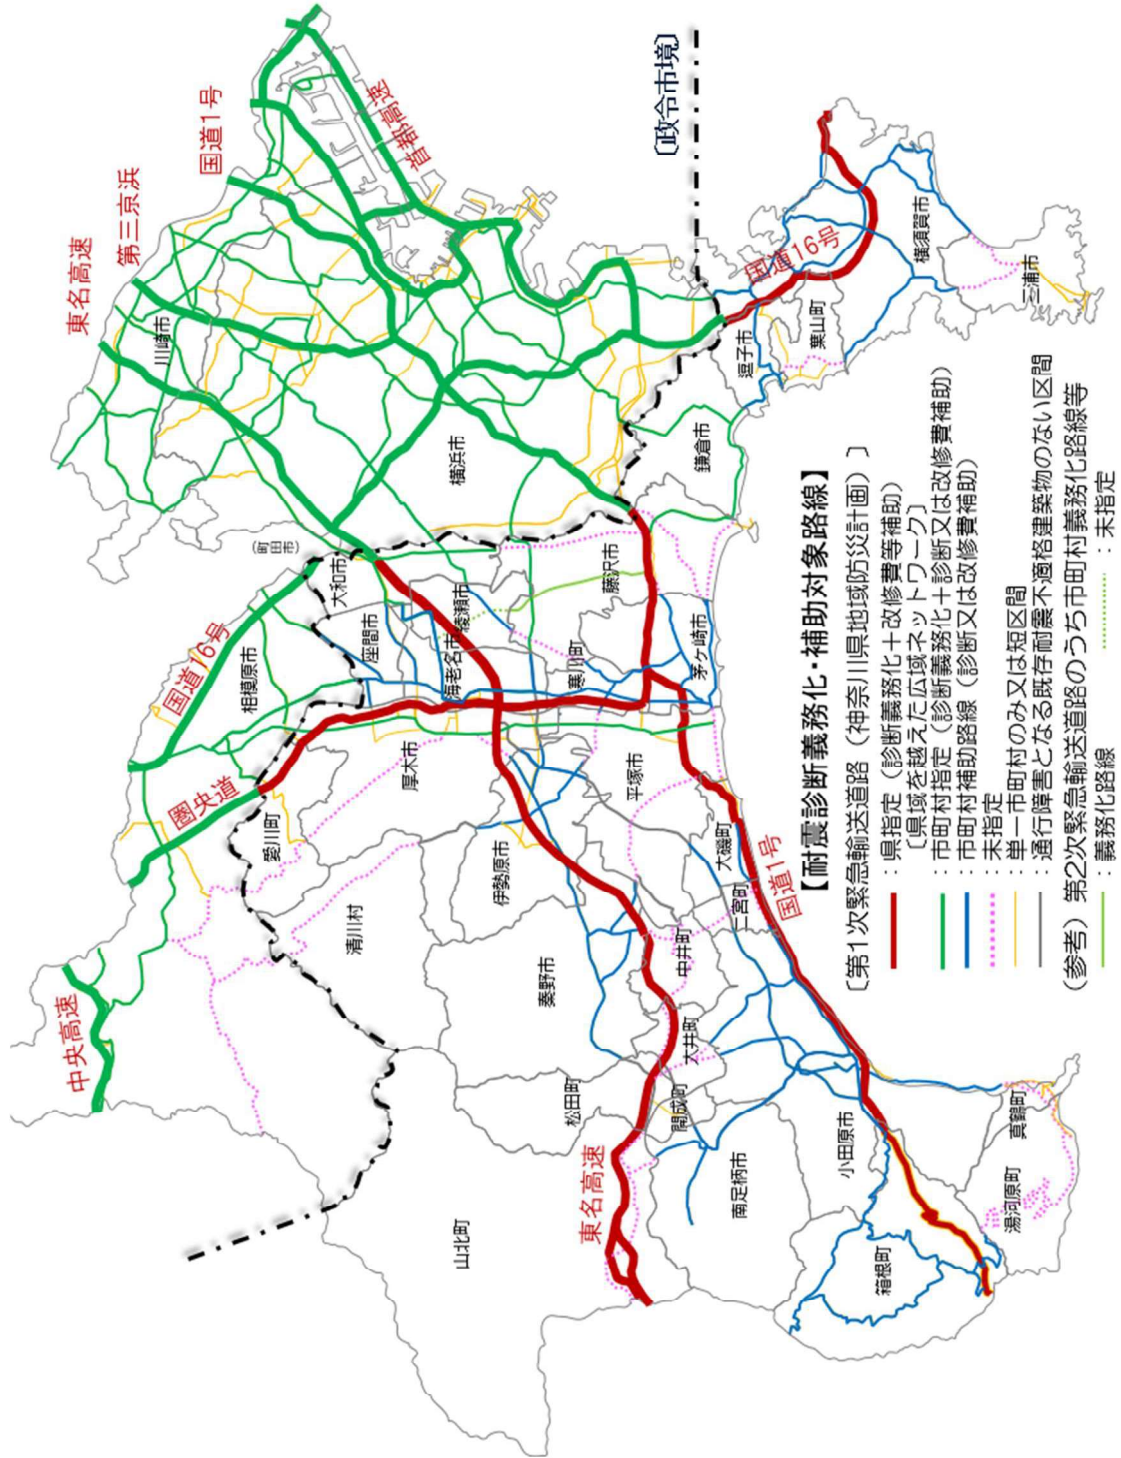 国道1号
首都高速
第三京浜
東名高速
川崎市
〔政令市境〕
横浜市
(町田市)
国道16号
相模原市
大和市
座間市
綾瀬市
海老名市
藤沢市
鎌倉市
逗子市
葉山町
国道16号
横須賀市
三浦市
圏央道
愛川町
厚木市
寒川町
茅ヶ崎市
中央高速
清川村
伊勢原市
平塚市
大磯町
二宮町
国道1号
秦野市
中井町
大井町
松田町
開成町
東名高速
山北町
南足柄市
小田原市
箱根町
真鶴町
湯河原町
【耐震診断義務化・補助対象路線】
〔第1次緊急輸送道路(神奈川県地域防災計画)〕
:県指定(診断義務化+改修費等補助)
〔県域を越えた広域ネットワーク〕
:市町村指定(診断義務化+診断又は改修費補助)
:市町村補助路線(診断又は改修費補助)
:未指定
:単一市町村のみ又は短区間
:通行障害となる既存耐震不適格建築物のない区間
(参考)第2次緊急輸送道路のうち市町村義務化路線等
:義務化路線 :未指定